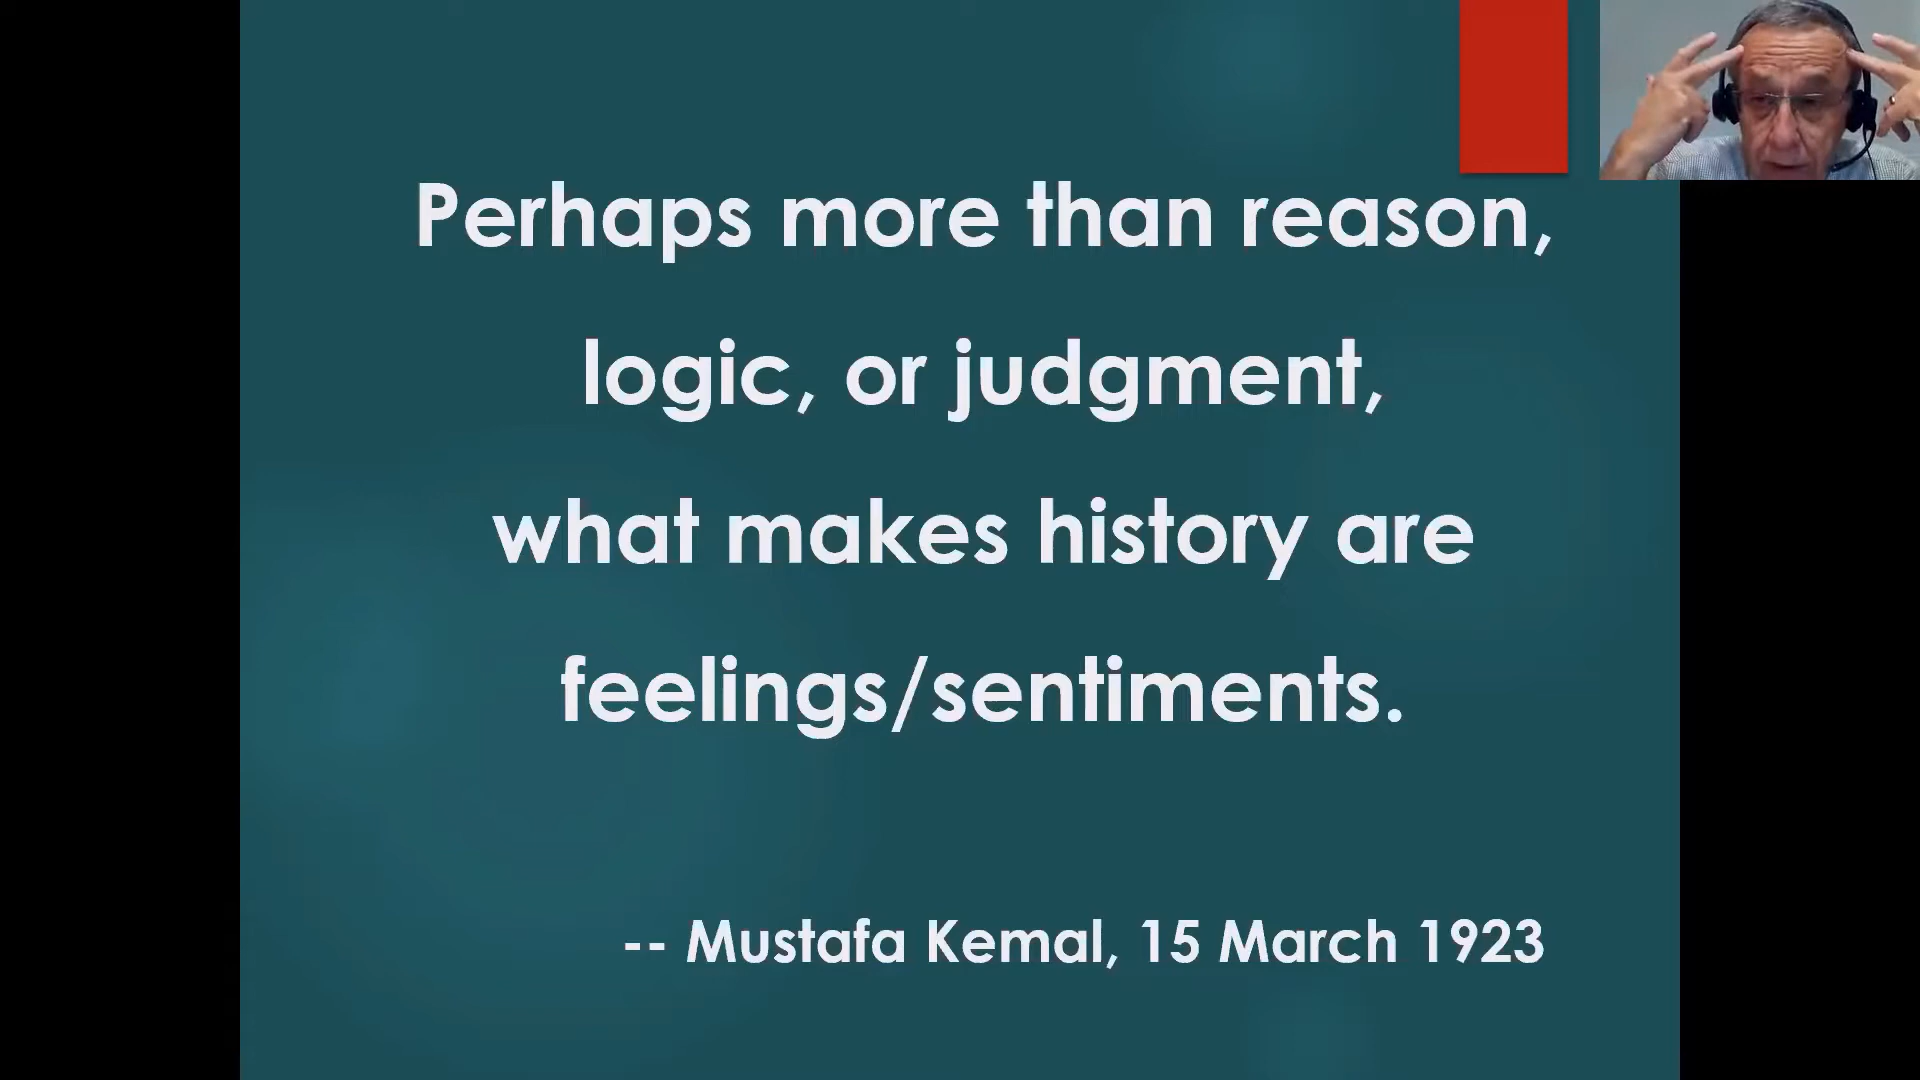 Perhaps more than reason,
logic, or judgment,
what makes history are
feelings/sentiments.
-- Mustafa Kemal, 15 March 1923